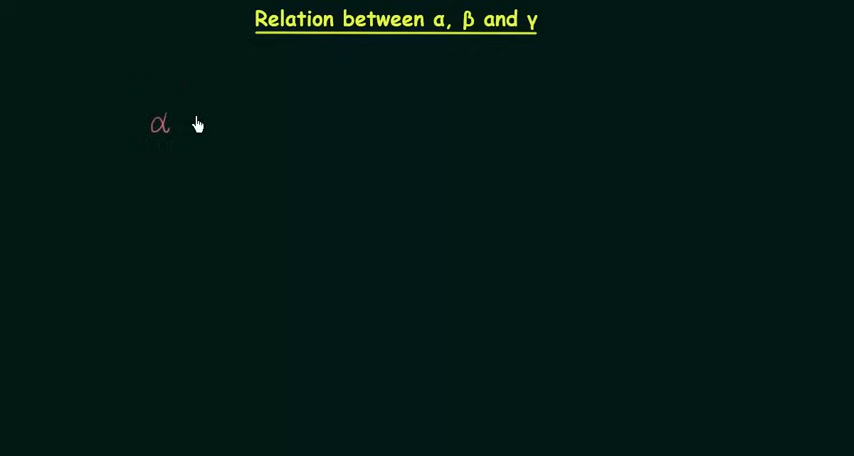 Relation between α, β and γ
α